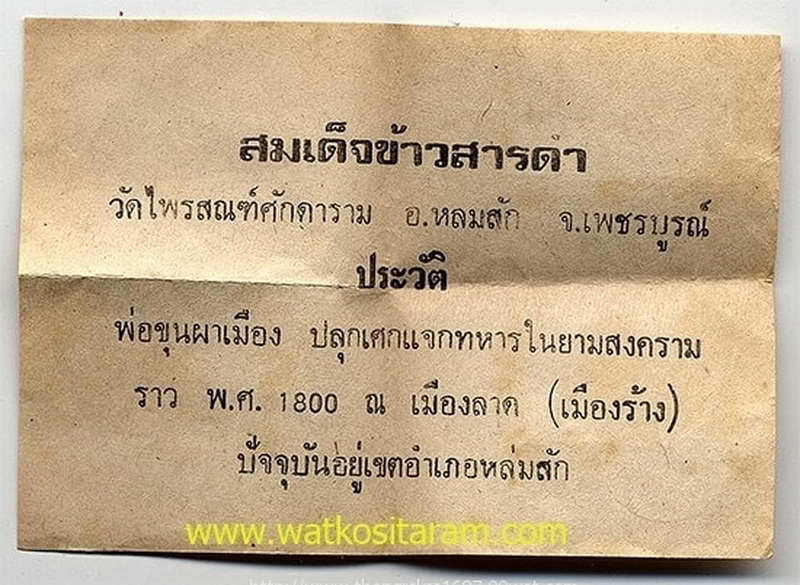 สมเด็จข้าวสารดำ
วัดไพรสณฑ์ศักดาราม อ.หลมสัก จ.เพชรบูรณ์
ประวัติ
พ่อขุนผาเมือง ปลุกเศกแจกทหารในยามสงคราม
ราว พ.ศ. 1800 ณ เมืองลาด (เมืองร้าง)
ปัจจุบันอยู่เขตอำเภอหล่มสัก
www.watkositaram.com